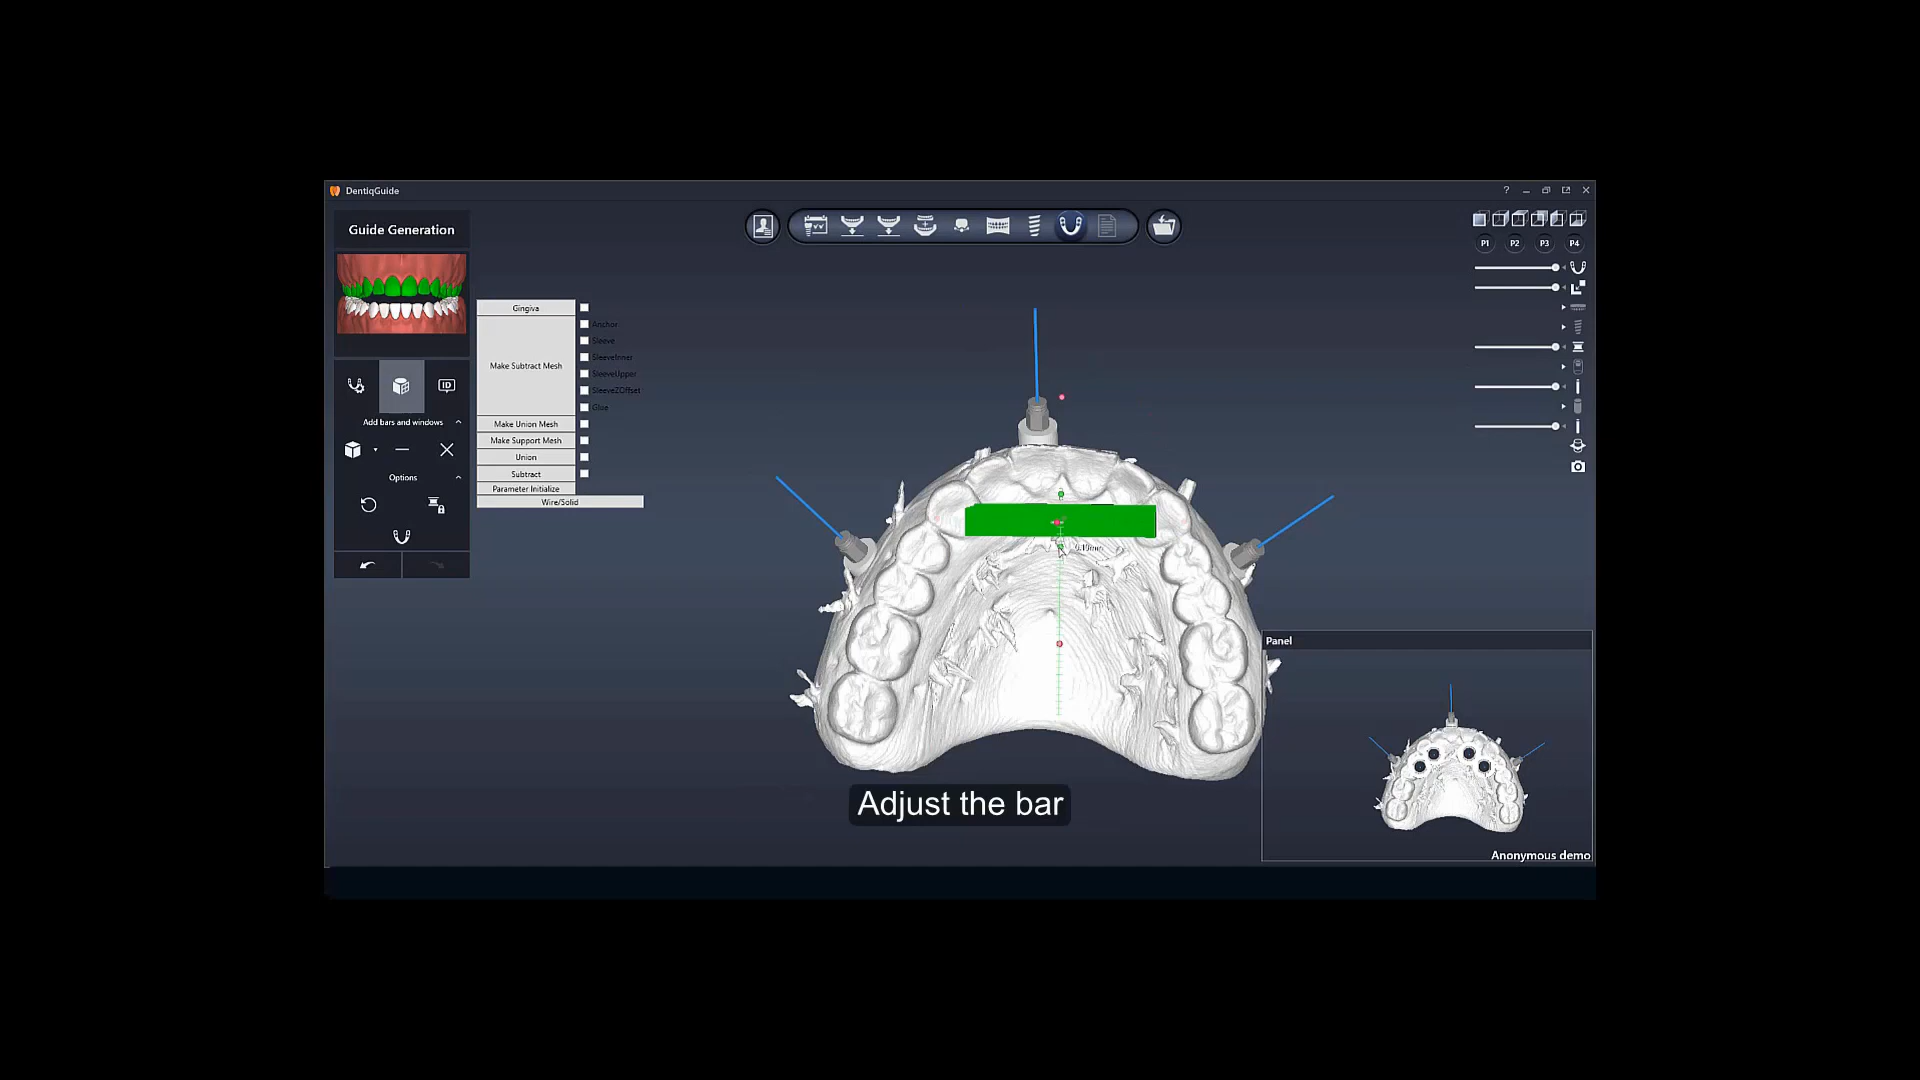 DentiqGuide
?
Guide Generation
P1 P2 P3 P4
Gingiva
Anchor
Sleeve
SleeveInner
Make Subtract Mesh
SleeveUpper
SleeveZOffset
Glue
ID
Add bars and windows
Make Union Mesh
Make Support Mesh
Union
Options
Subtract
Parameter Initialize
Wire/Solid
Panel
Adjust the bar
Anonymous demo